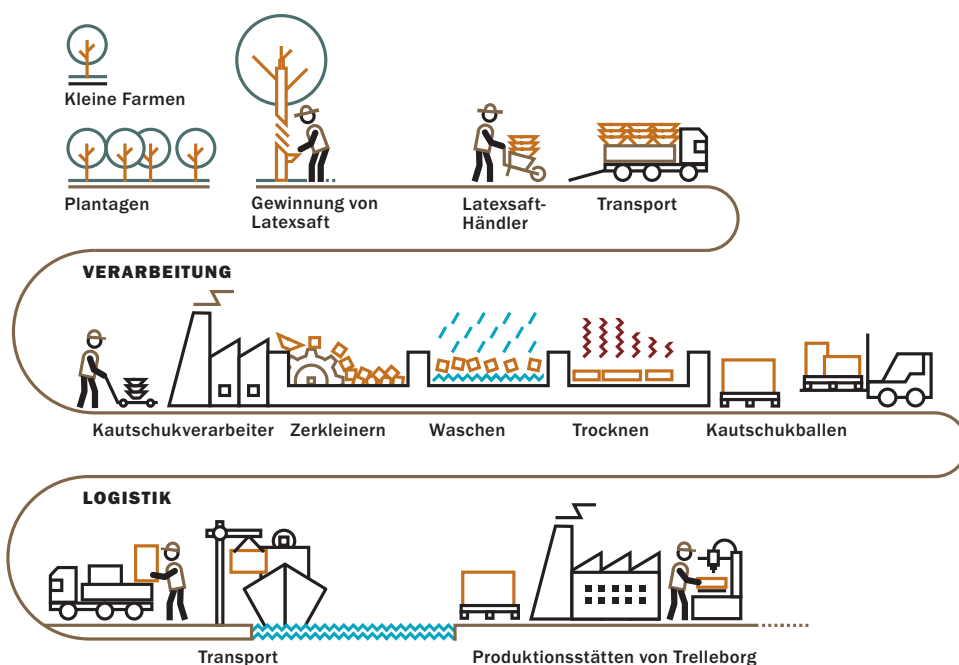 Kleine Farmen
Plantagen
Gewinnung von
Latexsaft
Latexsaft-
Händler
Transport
VERARBEITUNG
Kautschukverarbeiter
Zerkleinern
Waschen
Trocknen
Kautschukballen
LOGISTIK
Transport
Produktionsstätten von Trelleborg